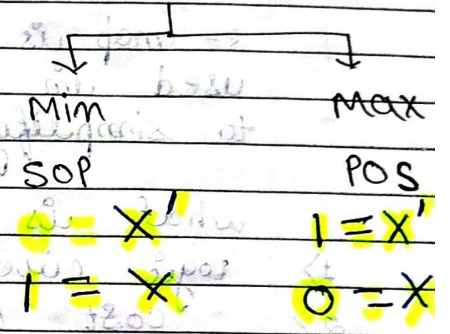 Min Max
SOP POS
0 = X' 1 = X'
1 = X 0 = X